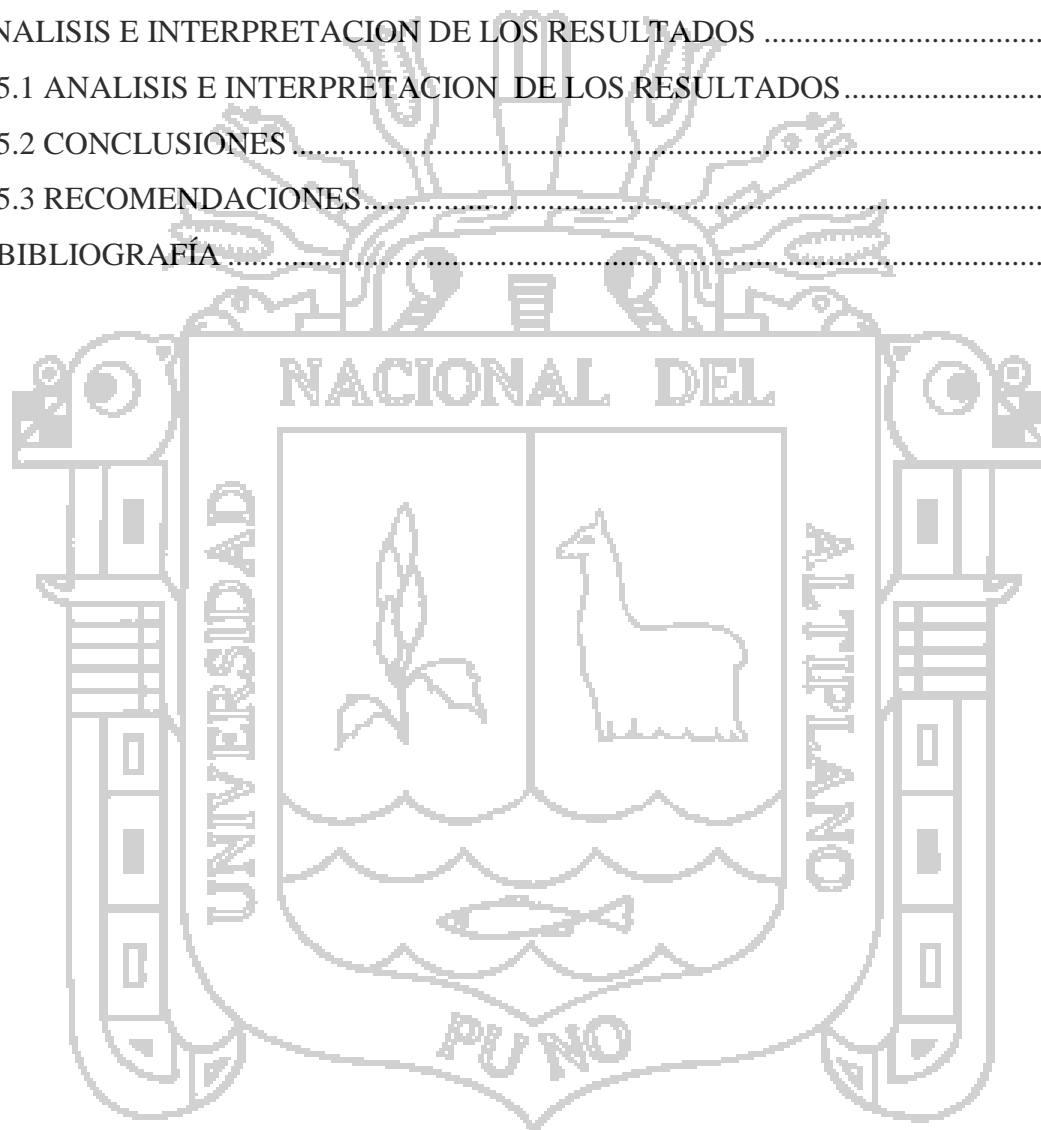 NALISIS E INTERPRETACION DE LOS RESULTADOS ....................................
5.1 ANALISIS E INTERPRETACION DE LOS RESULTADOS .........................
5.2 CONCLUSIONES ................................................................................................
5.3 RECOMENDACIONES .......................................................................................
BIBLIOGRAFÍA .........................................................................................................
NACIONAL DEL
UNIVERSIDAD
ALTIPLANO
PUNO